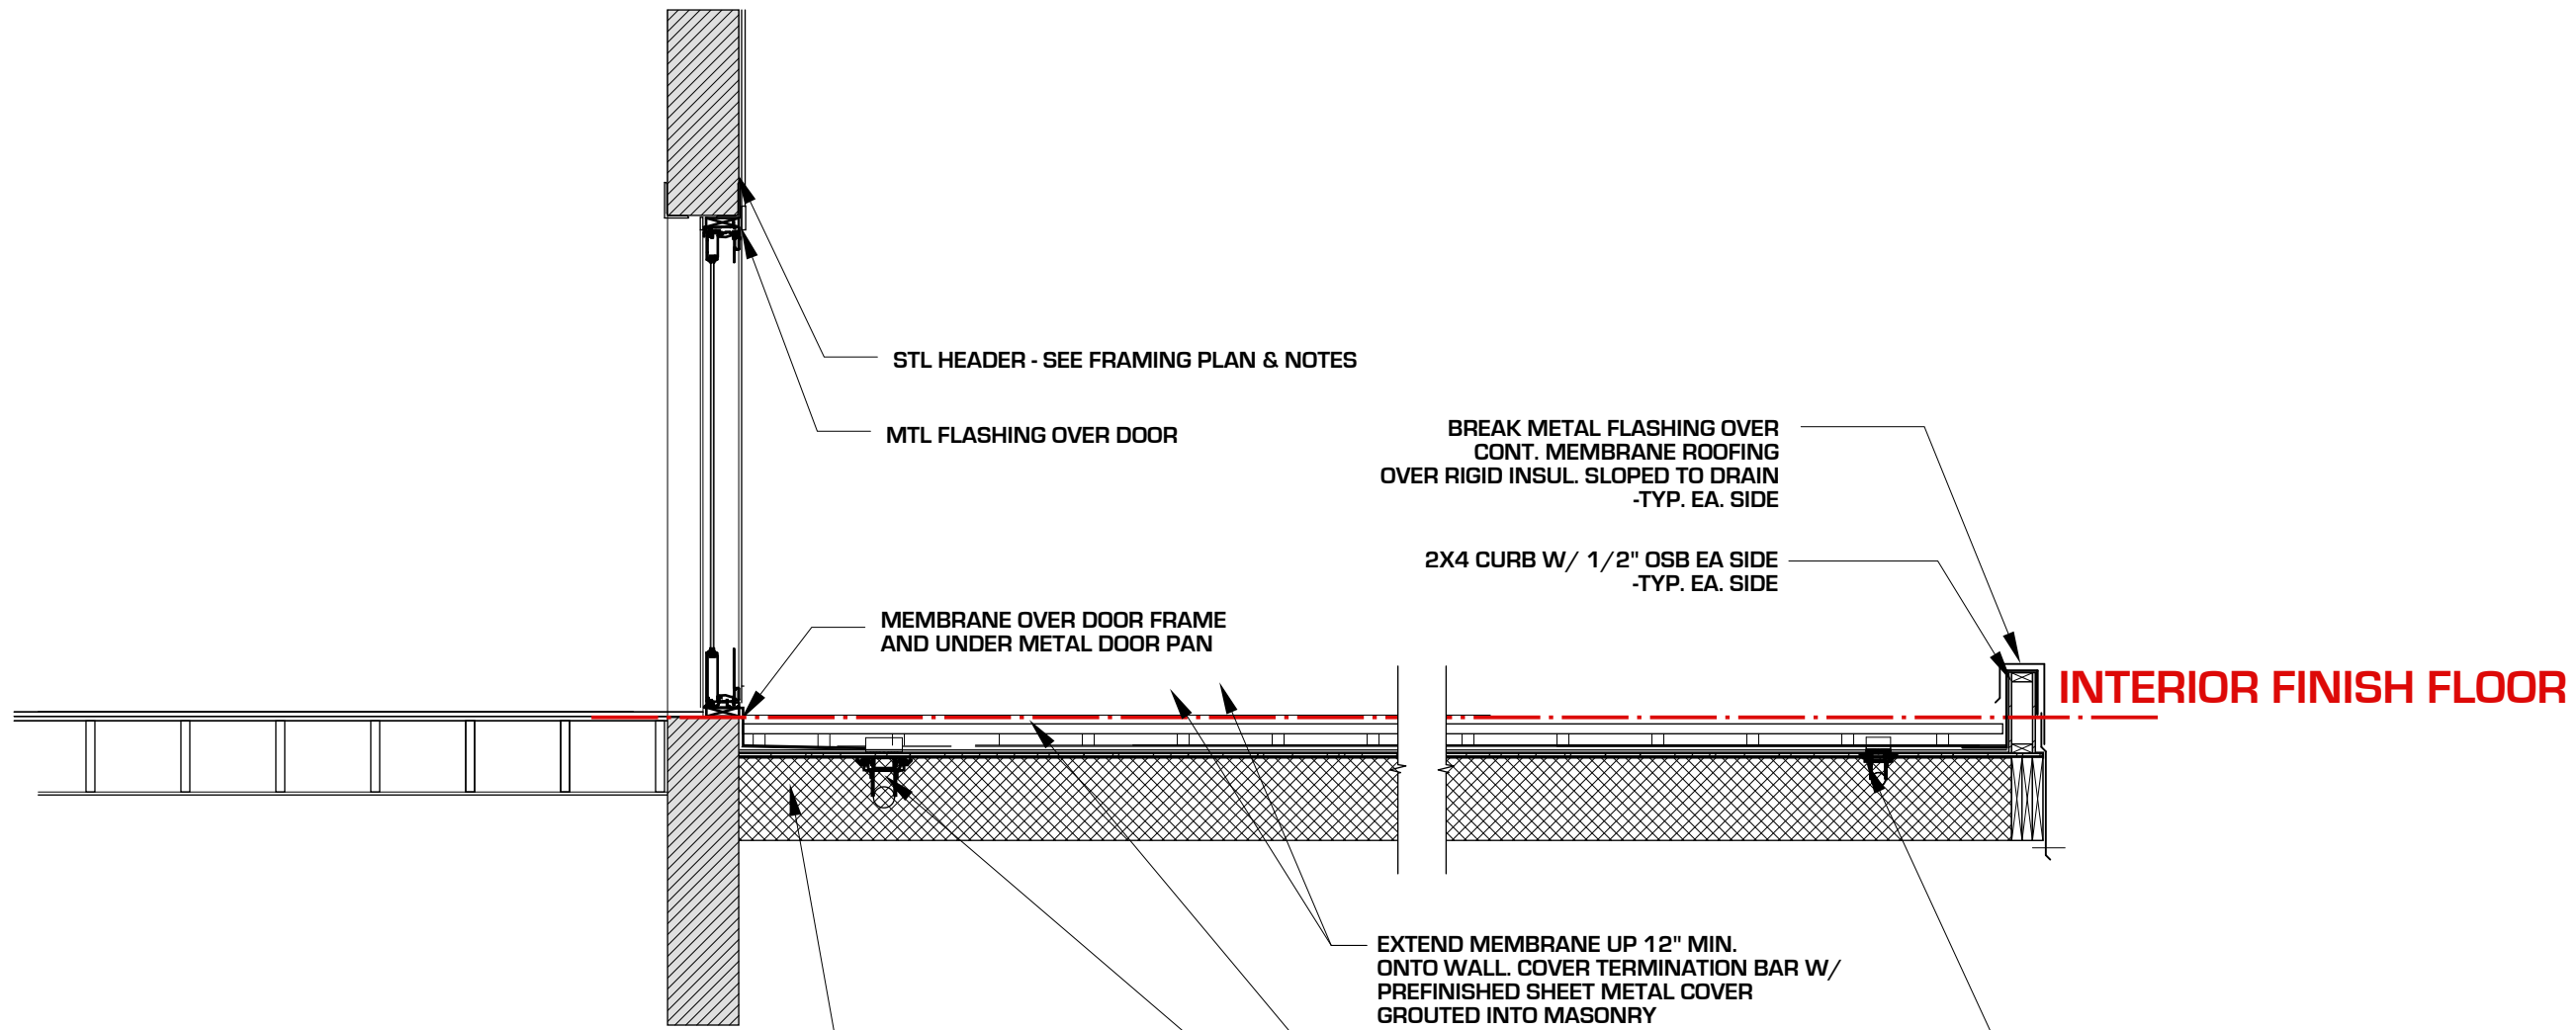 STL HEADER - SEE FRAMING PLAN & NOTES
MTL FLASHING OVER DOOR
BREAK METAL FLASHING OVER
CONT. MEMBRANE ROOFING
OVER RIGID INSUL. SLOPED TO DRAIN
-TYP. EA. SIDE
2X4 CURB W/ 1/2" OSB EA SIDE
-TYP. EA. SIDE
MEMBRANE OVER DOOR FRAME
AND UNDER METAL DOOR PAN
INTERIOR FINISH FLOOR
EXTEND MEMBRANE UP 12" MIN.
ONTO WALL. COVER TERMINATION BAR W/
PREFINISHED SHEET METAL COVER
GROUTED INTO MASONRY